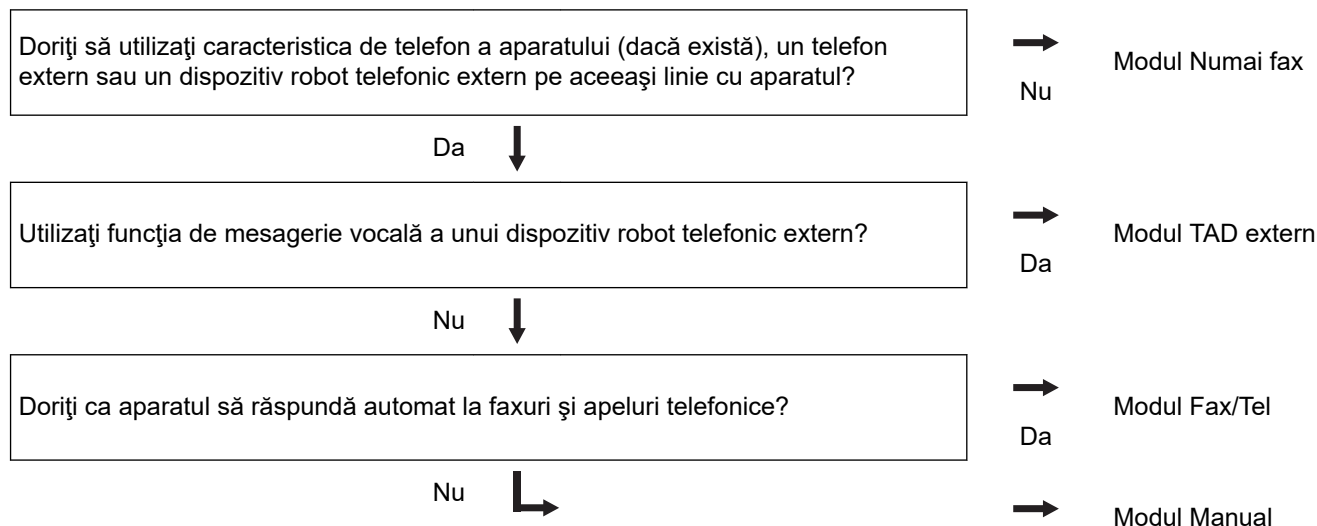 Doriţi să utilizaţi caracteristica de telefon a aparatului (dacă există), un telefon
extern sau un dispozitiv robot telefonic extern pe aceeaşi linie cu aparatul?
Modul Numai fax
Nu
Da
Utilizaţi funcţia de mesagerie vocală a unui dispozitiv robot telefonic extern?
Modul TAD extern
Da
Nu
Doriţi ca aparatul să răspundă automat la faxuri şi apeluri telefonice?
Modul Fax/Tel
Da
Nu
Modul Manual